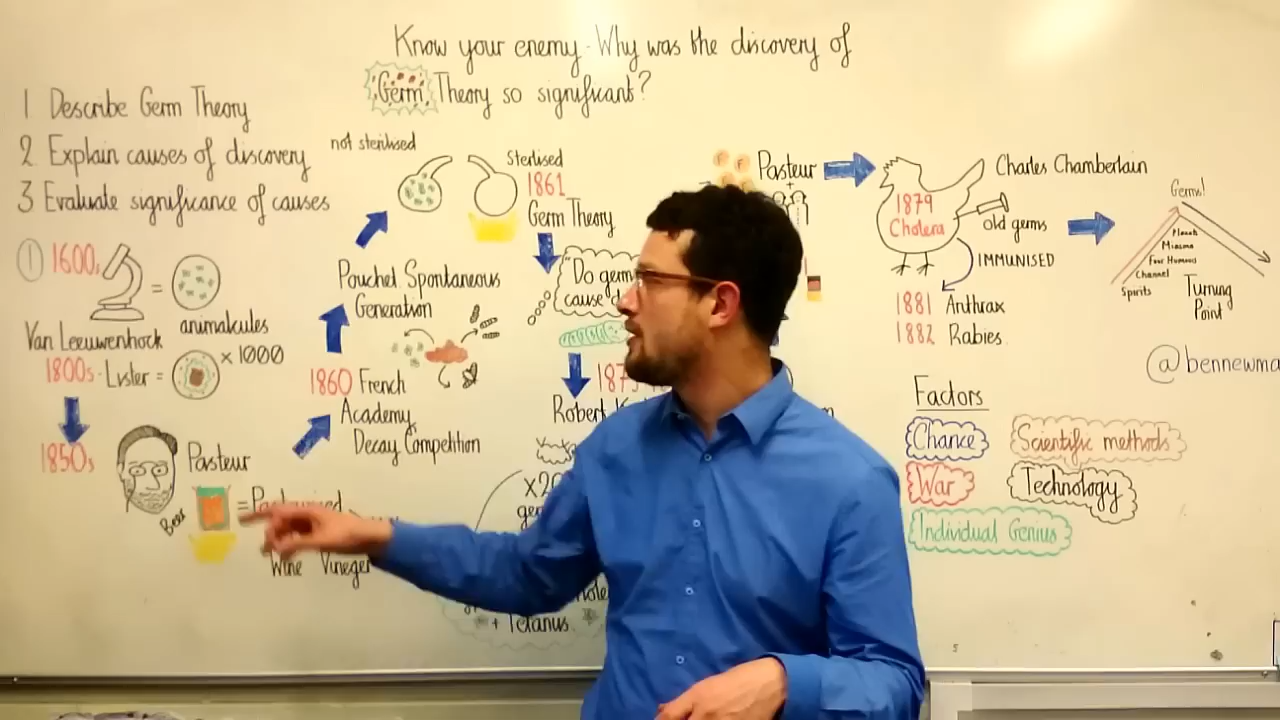 Know your enemy - Why was the discovery of
Germ Theory so significant?
1 Describe Germ Theory
2 Explain causes of discovery
3 Evaluate significance of causes
1 1600s
=
Van Leeuwenhock
animalcules
1800s - Lister =
x 1000
1850s
Pasteur
Beer
=
Wine Vineger
1860 French
Academy
Decay Competition
Pouchet Spontaneous
Generation
not sterilised
Sterilised
1861
Germ Theory
"Do germ
cause d
Robert
x20
+ Tetanus
Pasteur
+
1879
Cholera
Charles Chamberlain
old germs
IMMUNISED
1881 Anthrax
1882 Rabies
Germs!
Planets
Miasma
Four Humours
Channel
Spirits
Turning
Point
@bennewma
Factors
Chance
Scientific methods
War
Technology
Individual Genius